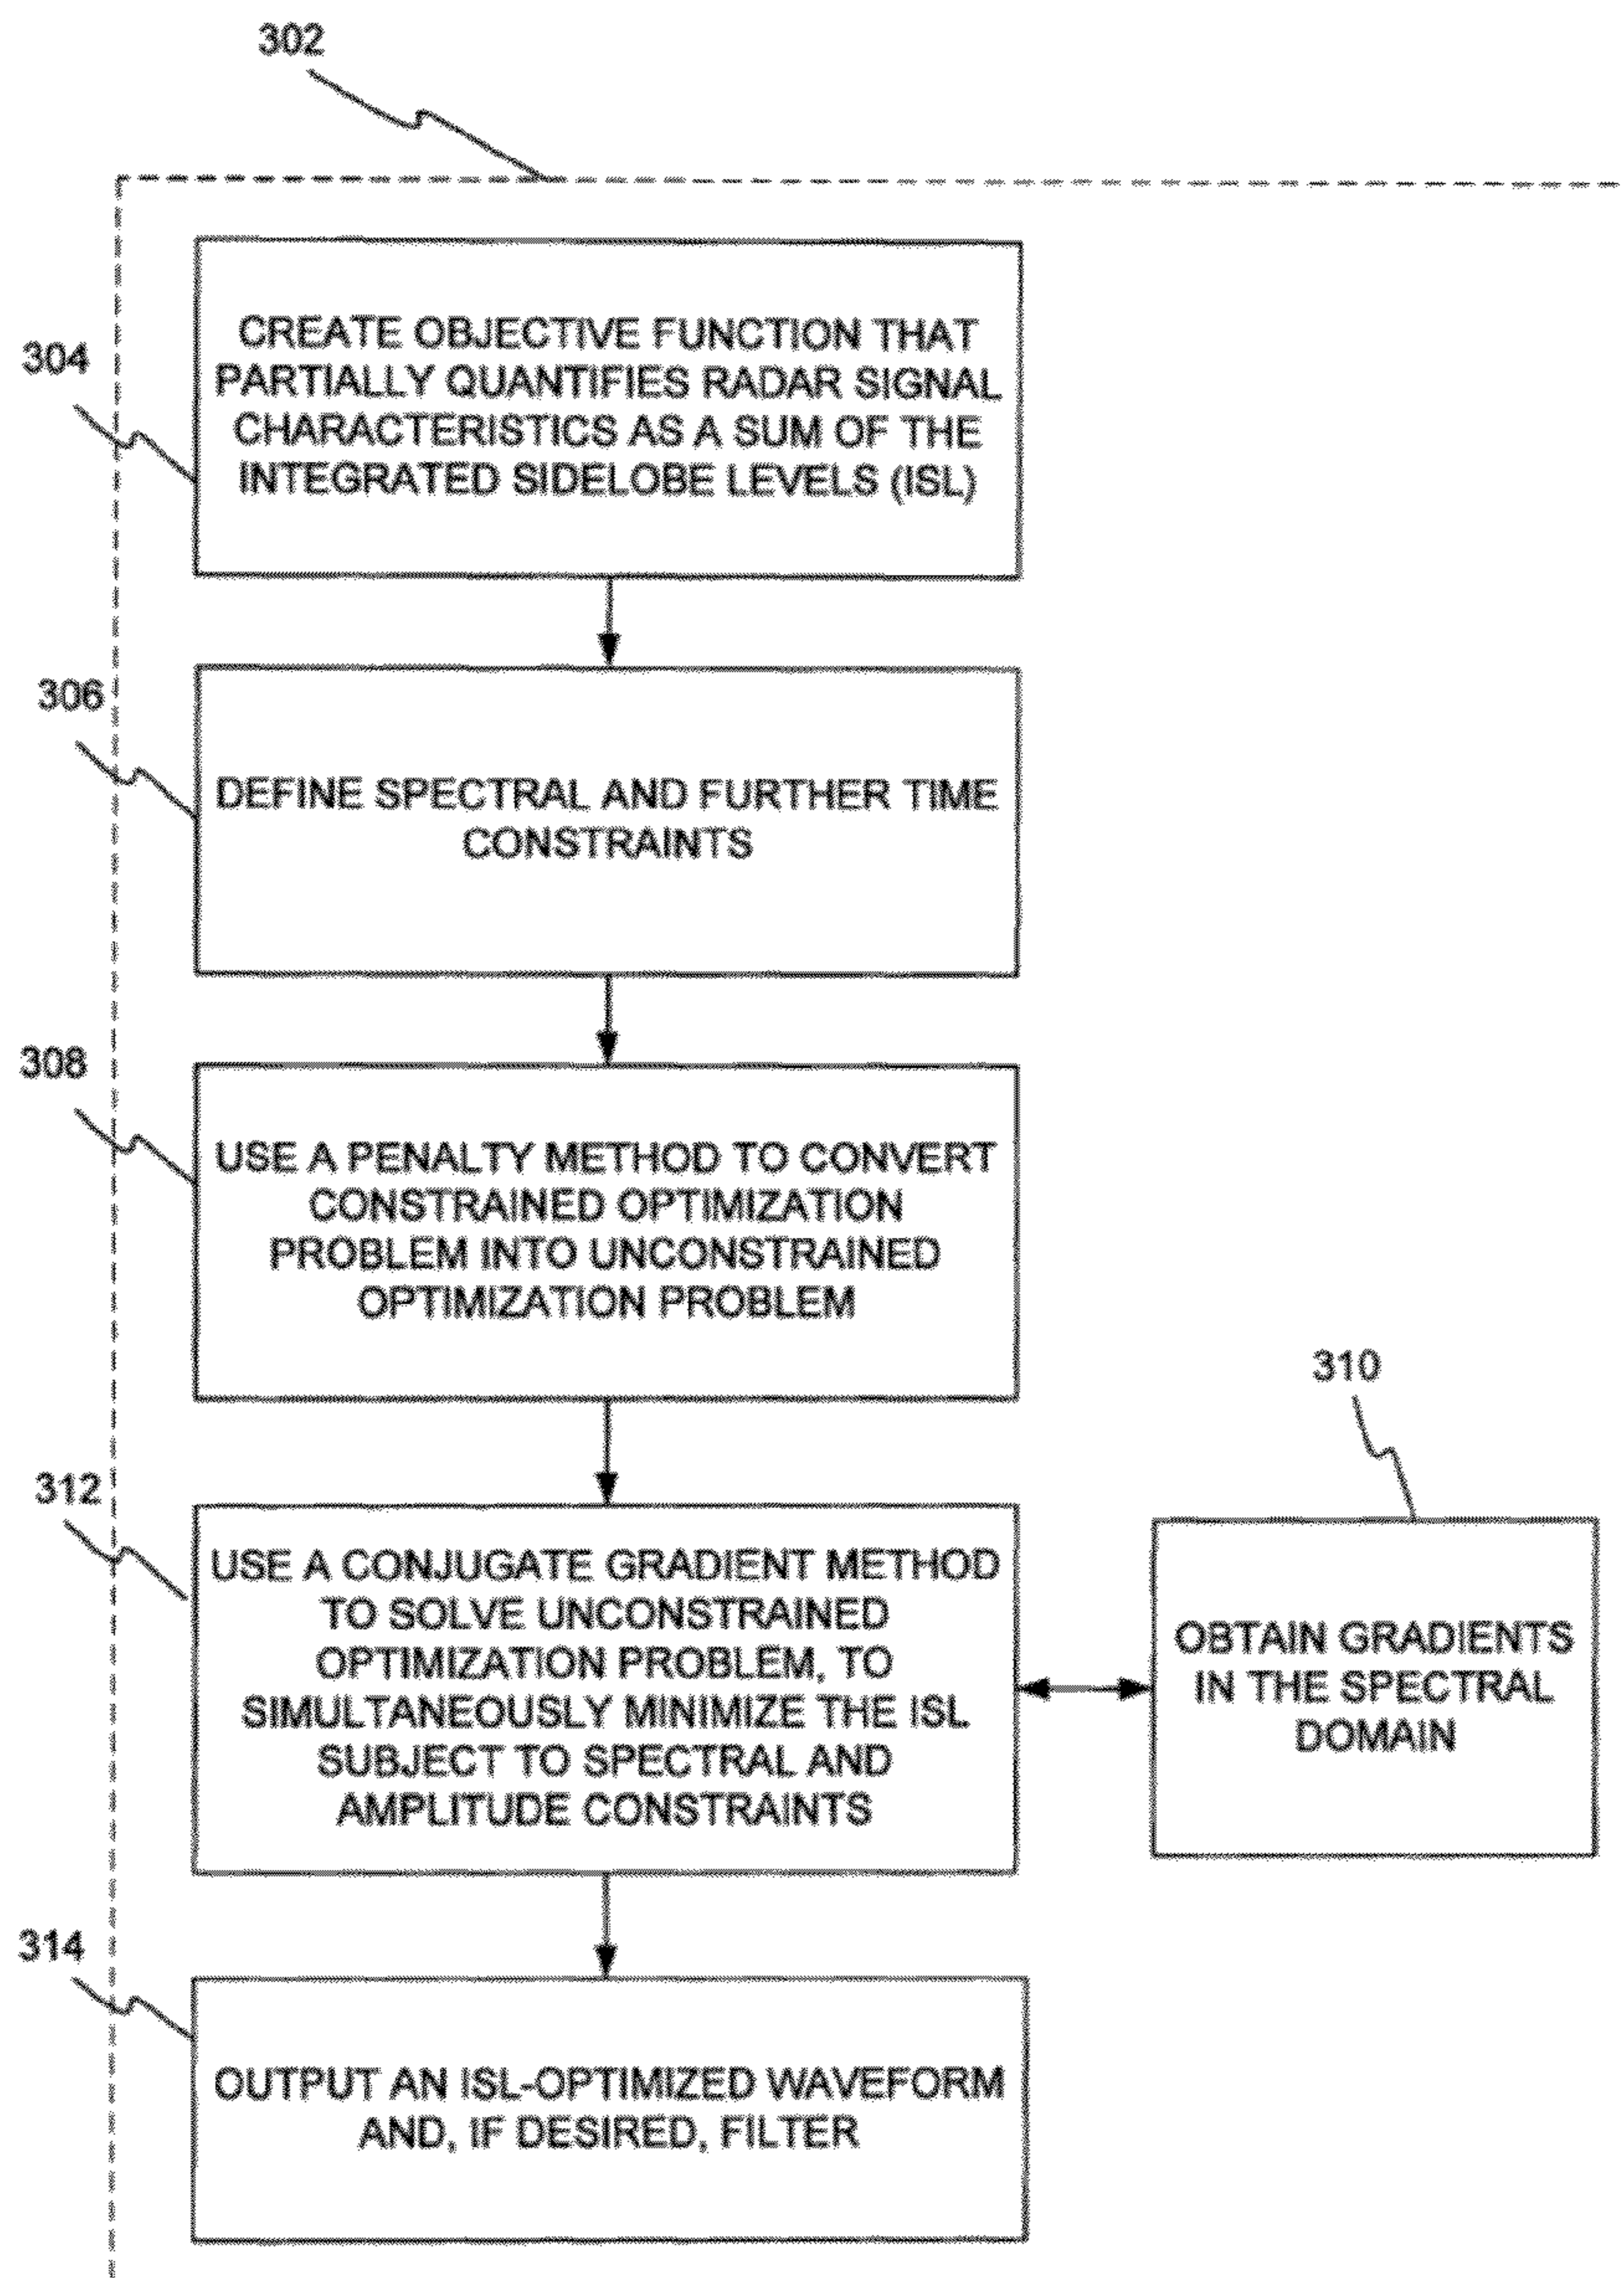 302
304
CREATE OBJECTIVE FUNCTION THAT
PARTIALLY QUANTIFIES RADAR SIGNAL
CHARACTERISTICS AS A SUM OF THE
INTEGRATED SIDELOBE LEVELS (ISL)
306
DEFINE SPECTRAL AND FURTHER TIME
CONSTRAINTS
308
USE A PENALTY METHOD TO CONVERT
CONSTRAINED OPTIMIZATION
PROBLEM INTO UNCONSTRAINED
OPTIMIZATION PROBLEM
310
312
USE A CONJUGATE GRADIENT METHOD
TO SOLVE UNCONSTRAINED
OPTIMIZATION PROBLEM, TO
SIMULTANEOUSLY MINIMIZE THE ISL
SUBJECT TO SPECTRAL AND
AMPLITUDE CONSTRAINTS
OBTAIN GRADIENTS
IN THE SPECTRAL
DOMAIN
314
OUTPUT AN ISL-OPTIMIZED WAVEFORM
AND, IF DESIRED, FILTER